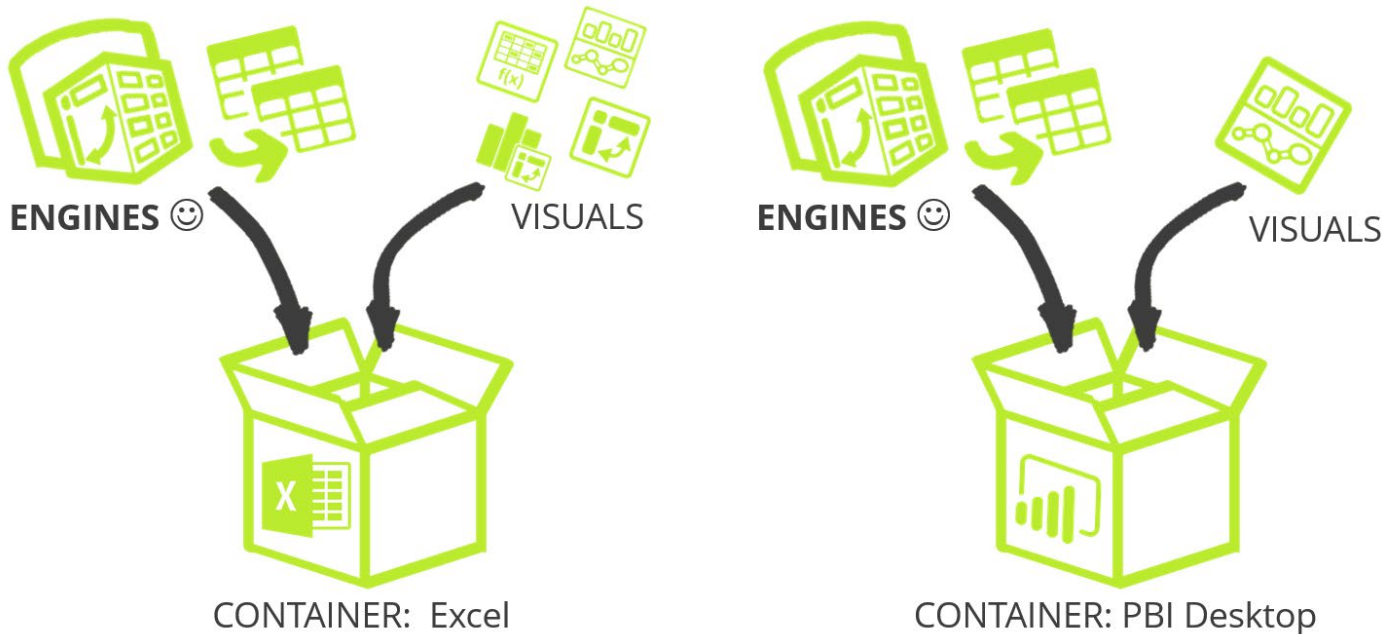 f(x)
ENGINES ☺
VISUALS
X
CONTAINER: Excel
ENGINES ☺
VISUALS
CONTAINER: PBI Desktop